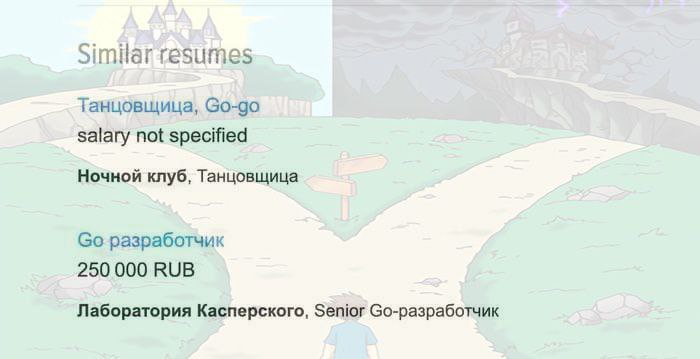 Similar resumes
Танцовщица, Go-go
salary not specified
Ночной клуб, Танцовщица
Go разработчик
250 000 RUB
Лаборатория Касперского, Senior Go-разработчик